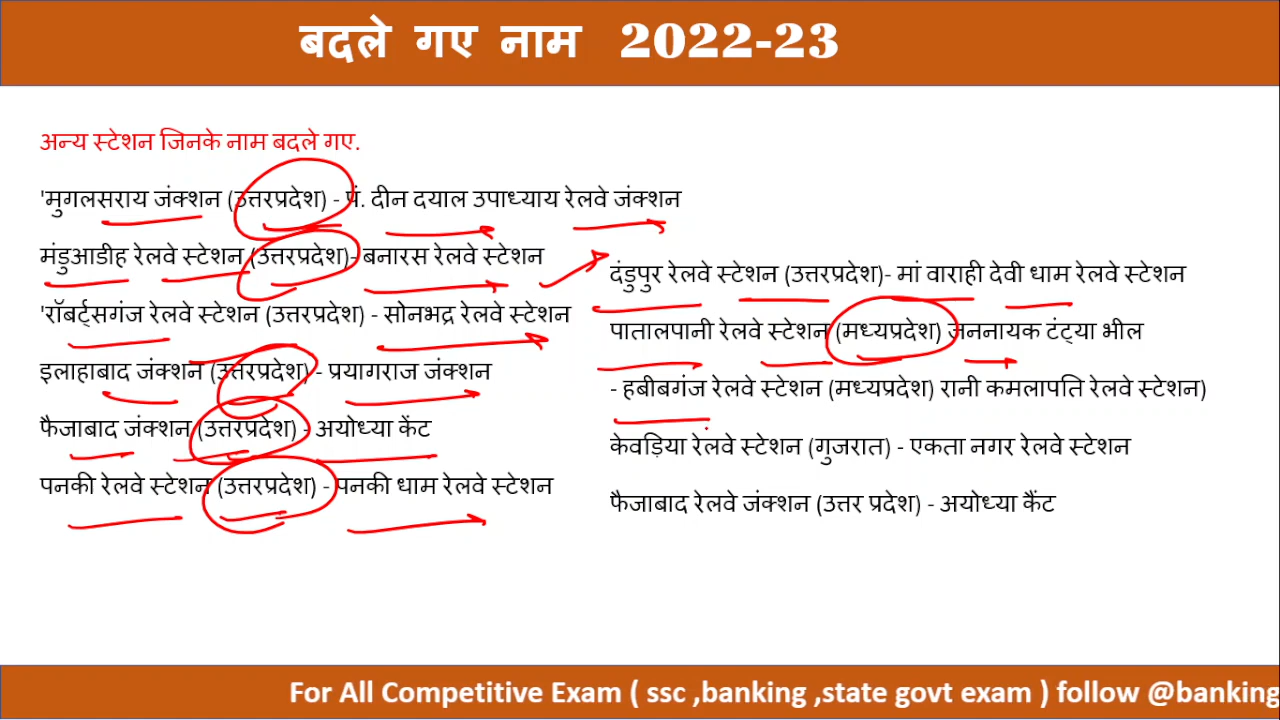 बदले गए नाम 2022-23
अन्य स्टेशन जिनके नाम बदले गए.
'मुगलसराय जंक्शन (उत्तरप्रदेश) - पं. दीन दयाल उपाध्याय रेलवे जंक्शन
मंडुआडीह रेलवे स्टेशन (उत्तरप्रदेश)- बनारस रेलवे स्टेशन
'रॉबर्ट्सगंज रेलवे स्टेशन (उत्तरप्रदेश) - सोनभद्र रेलवे स्टेशन
इलाहाबाद जंक्शन (उत्तरप्रदेश) - प्रयागराज जंक्शन
फैजाबाद जंक्शन (उत्तरप्रदेश) - अयोध्या केंट
पनकी रेलवे स्टेशन (उत्तरप्रदेश) - पनकी धाम रेलवे स्टेशन
दंडुपुर रेलवे स्टेशन (उत्तरप्रदेश)- मां वाराही देवी धाम रेलवे स्टेशन
पातालपानी रेलवे स्टेशन (मध्यप्रदेश) जननायक टंट्या भील
- हबीबगंज रेलवे स्टेशन (मध्यप्रदेश) रानी कमलापति रेलवे स्टेशन)
केवड़िया रेलवे स्टेशन (गुजरात) - एकता नगर रेलवे स्टेशन
फैजाबाद रेलवे जंक्शन (उत्तर प्रदेश) - अयोध्या कैंट
For All Competitive Exam ( ssc ,banking ,state govt exam ) follow @banking